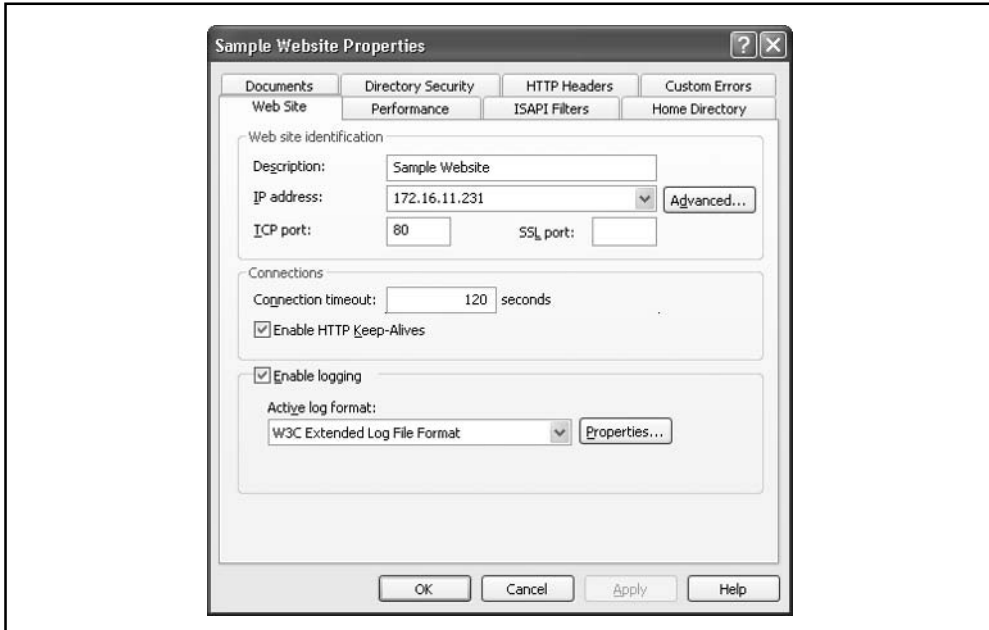 Sample Website Properties
Documents Directory Security HTTP Headers Custom Errors
Web Site Performance ISAPI Filters Home Directory
Web site identification
Description: Sample Website
IP address: 172.16.11.231 Advanced...
TCP port: 80 SSL port:
Connections
Connection timeout: 120 seconds
Enable HTTP Keep-Alives
Enable logging
Active log format:
W3C Extended Log File Format Properties...
OK Cancel Apply Help